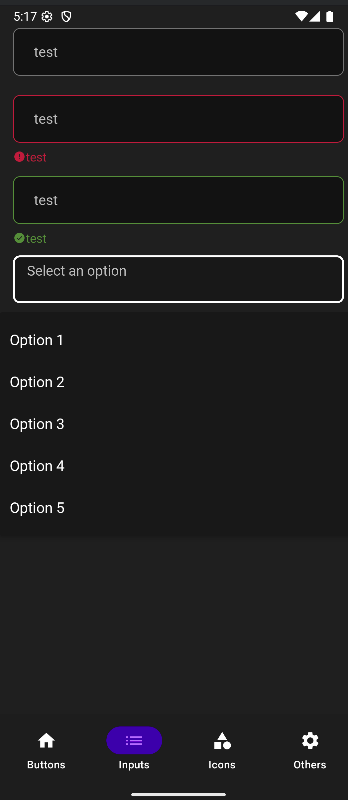 5:17
test
test
test
test
test
Select an option
Option 1
Option 2
Option 3
Option 4
Option 5
Buttons Inputs Icons Others